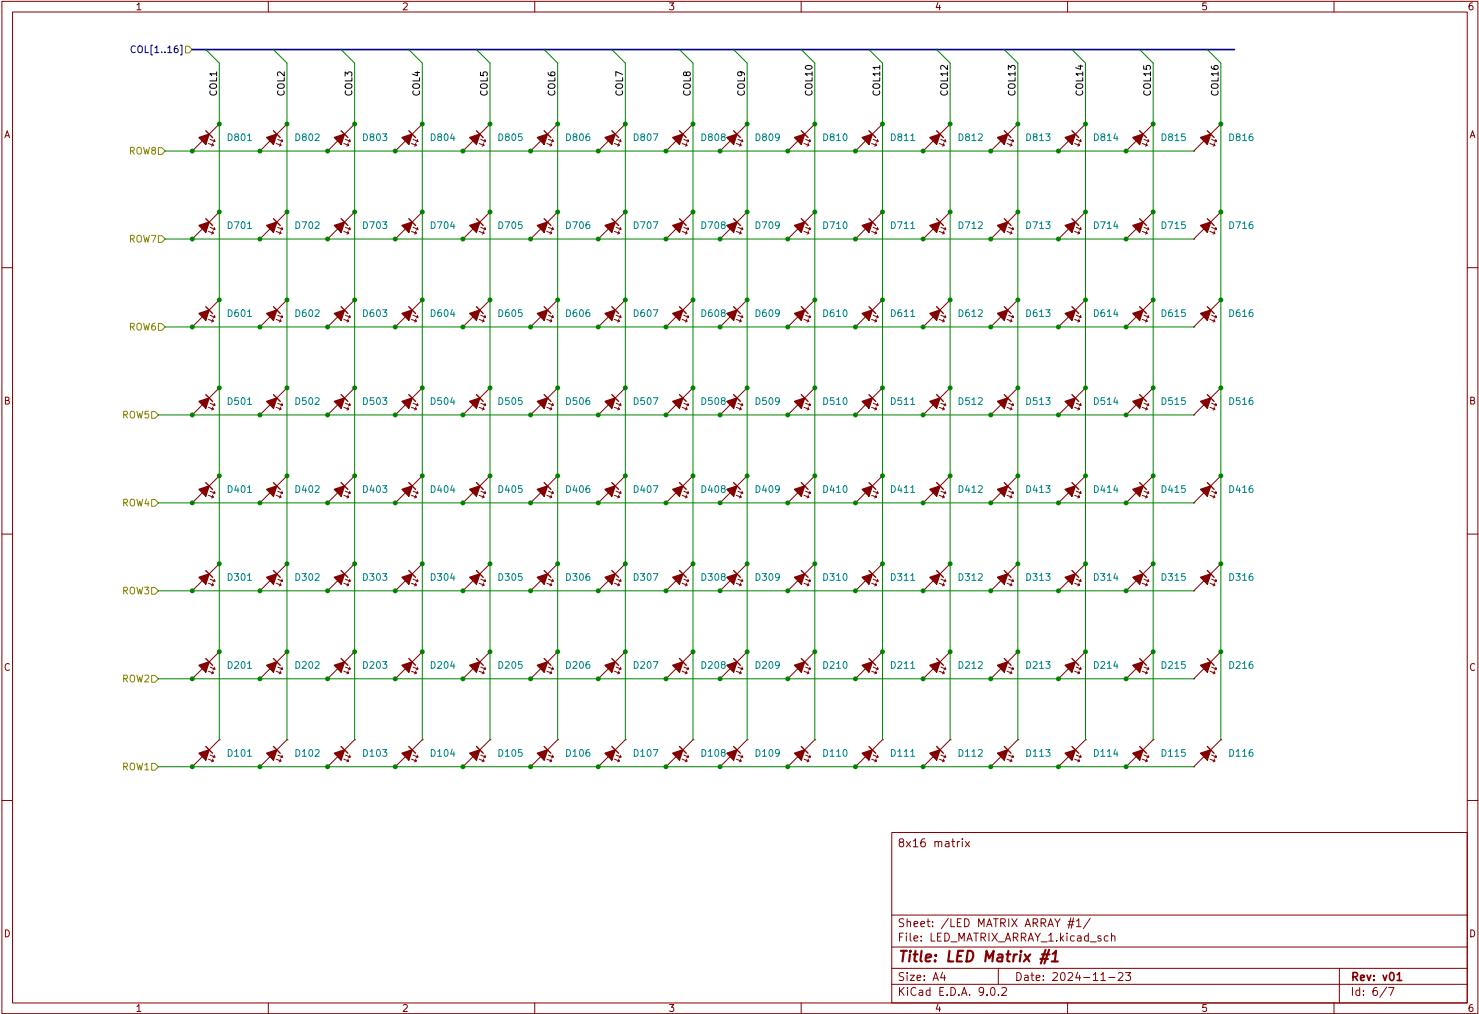 1 2 3 4 5 6
COL[1..16]
COL1 COL2 COL3 COL4 COL5 COL6 COL7 COL8 COL9 COL10 COL11 COL12 COL13 COL14 COL15 COL16
A A
ROW8 D801 D802 D803 D804 D805 D806 D807 D808 D809 D810 D811 D812 D813 D814 D815 D816
ROW7 D701 D702 D703 D704 D705 D706 D707 D708 D709 D710 D711 D712 D713 D714 D715 D716
ROW6 D601 D602 D603 D604 D605 D606 D607 D608 D609 D610 D611 D612 D613 D614 D615 D616
B B
ROW5 D501 D502 D503 D504 D505 D506 D507 D508 D509 D510 D511 D512 D513 D514 D515 D516
ROW4 D401 D402 D403 D404 D405 D406 D407 D408 D409 D410 D411 D412 D413 D414 D415 D416
ROW3 D301 D302 D303 D304 D305 D306 D307 D308 D309 D310 D311 D312 D313 D314 D315 D316
C C
ROW2 D201 D202 D203 D204 D205 D206 D207 D208 D209 D210 D211 D212 D213 D214 D215 D216
ROW1 D101 D102 D103 D104 D105 D106 D107 D108 D109 D110 D111 D112 D113 D114 D115 D116
8x16 matrix
Sheet: /LED MATRIX ARRAY #1/
D D
File: LED_MATRIX_ARRAY_1.kicad_sch
Title: LED Matrix #1
Size: A4 Date: 2024-11-23 Rev: v01
KiCad E.D.A. 9.0.2 Id: 6/7
1 2 3 4 5 6